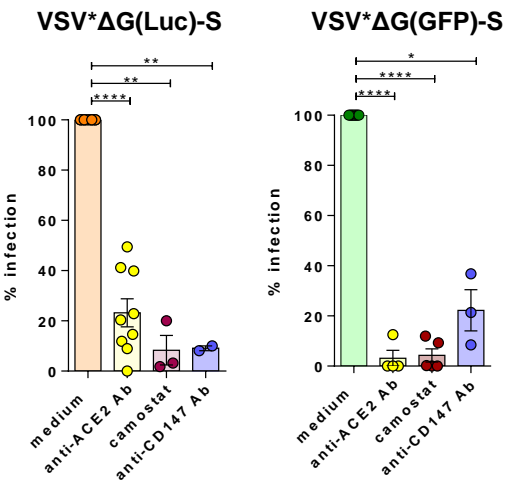 VSV*ΔG(Luc)-S
**
**
****
100
80
60
40
20
0
% infection
medium
anti-ACE2 Ab
camostat
anti-CD147 Ab
VSV*ΔG(GFP)-S
*
****
****
100
80
60
40
20
0
% infection
medium
anti-ACE2 Ab
camostat
anti-CD147 Ab